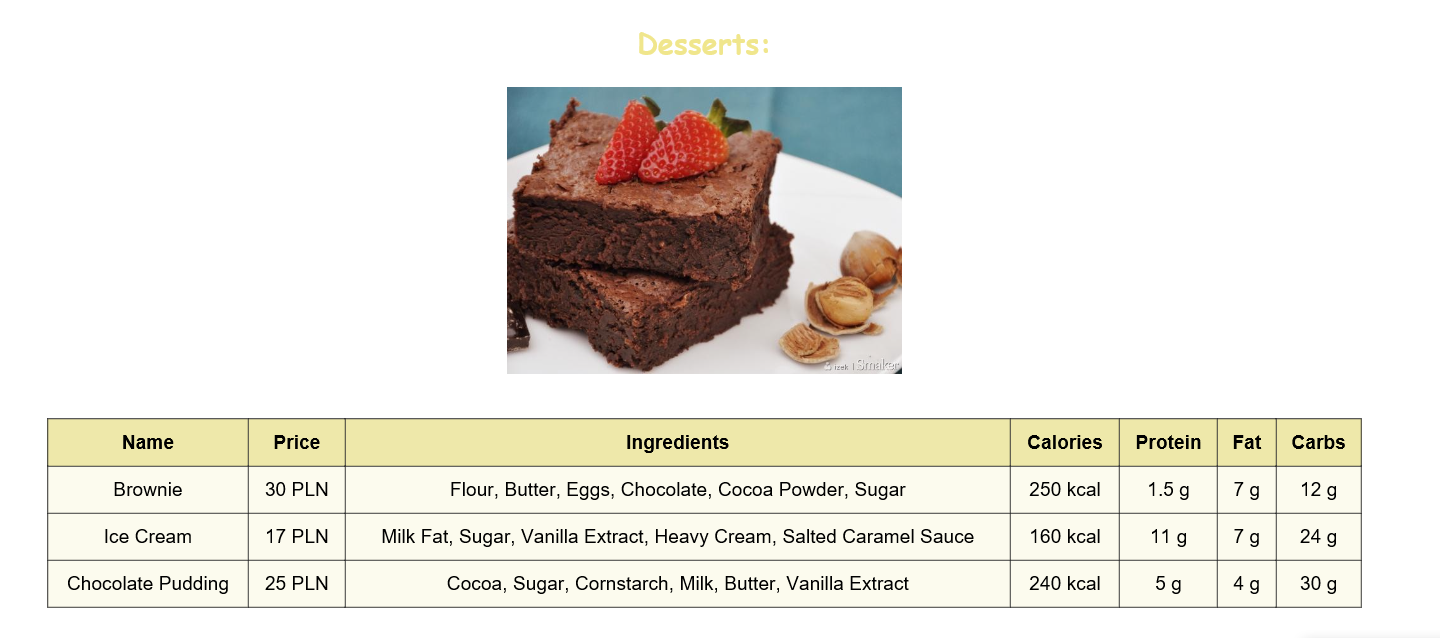 Desserts:
Smaker
Name Price Ingredients Calories Protein Fat Carbs
Brownie 30 PLN Flour, Butter, Eggs, Chocolate, Cocoa Powder, Sugar 250 kcal 1.5 g 7 g 12 g
Ice Cream 17 PLN Milk Fat, Sugar, Vanilla Extract, Heavy Cream, Salted Caramel Sauce 160 kcal 11 g 7 g 24 g
Chocolate Pudding 25 PLN Cocoa, Sugar, Cornstarch, Milk, Butter, Vanilla Extract 240 kcal 5 g 4 g 30 g